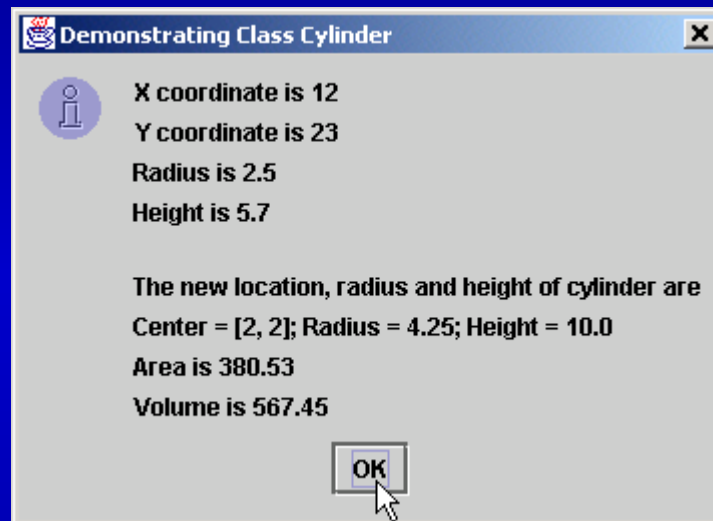 Demonstrating Class Cylinder
X coordinate is 12
Y coordinate is 23
Radius is 2.5
Height is 5.7
The new location, radius and height of cylinder are
Center = [2, 2]; Radius = 4.25; Height = 10.0
Area is 380.53
Volume is 567.45
OK